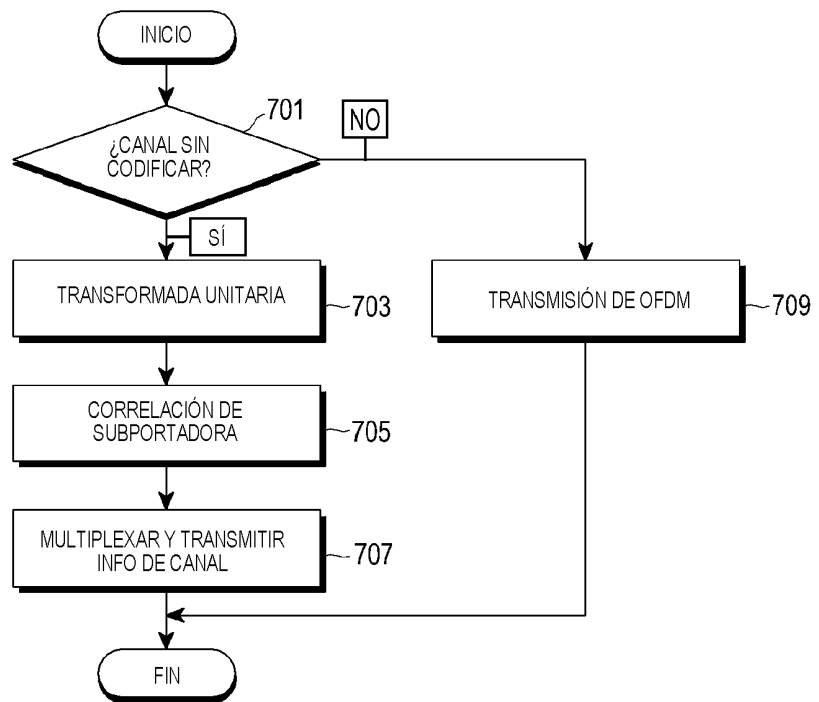 INICIO
701
¿CANAL SIN
CODIFICAR?
NO
SÍ
TRANSFORMADA UNITARIA
703
TRANSMISIÓN DE OFDM
709
CORRELACIÓN DE
SUBPORTADORA
705
MULTIPLEXAR Y TRANSMITIR
INFO DE CANAL
707
FIN